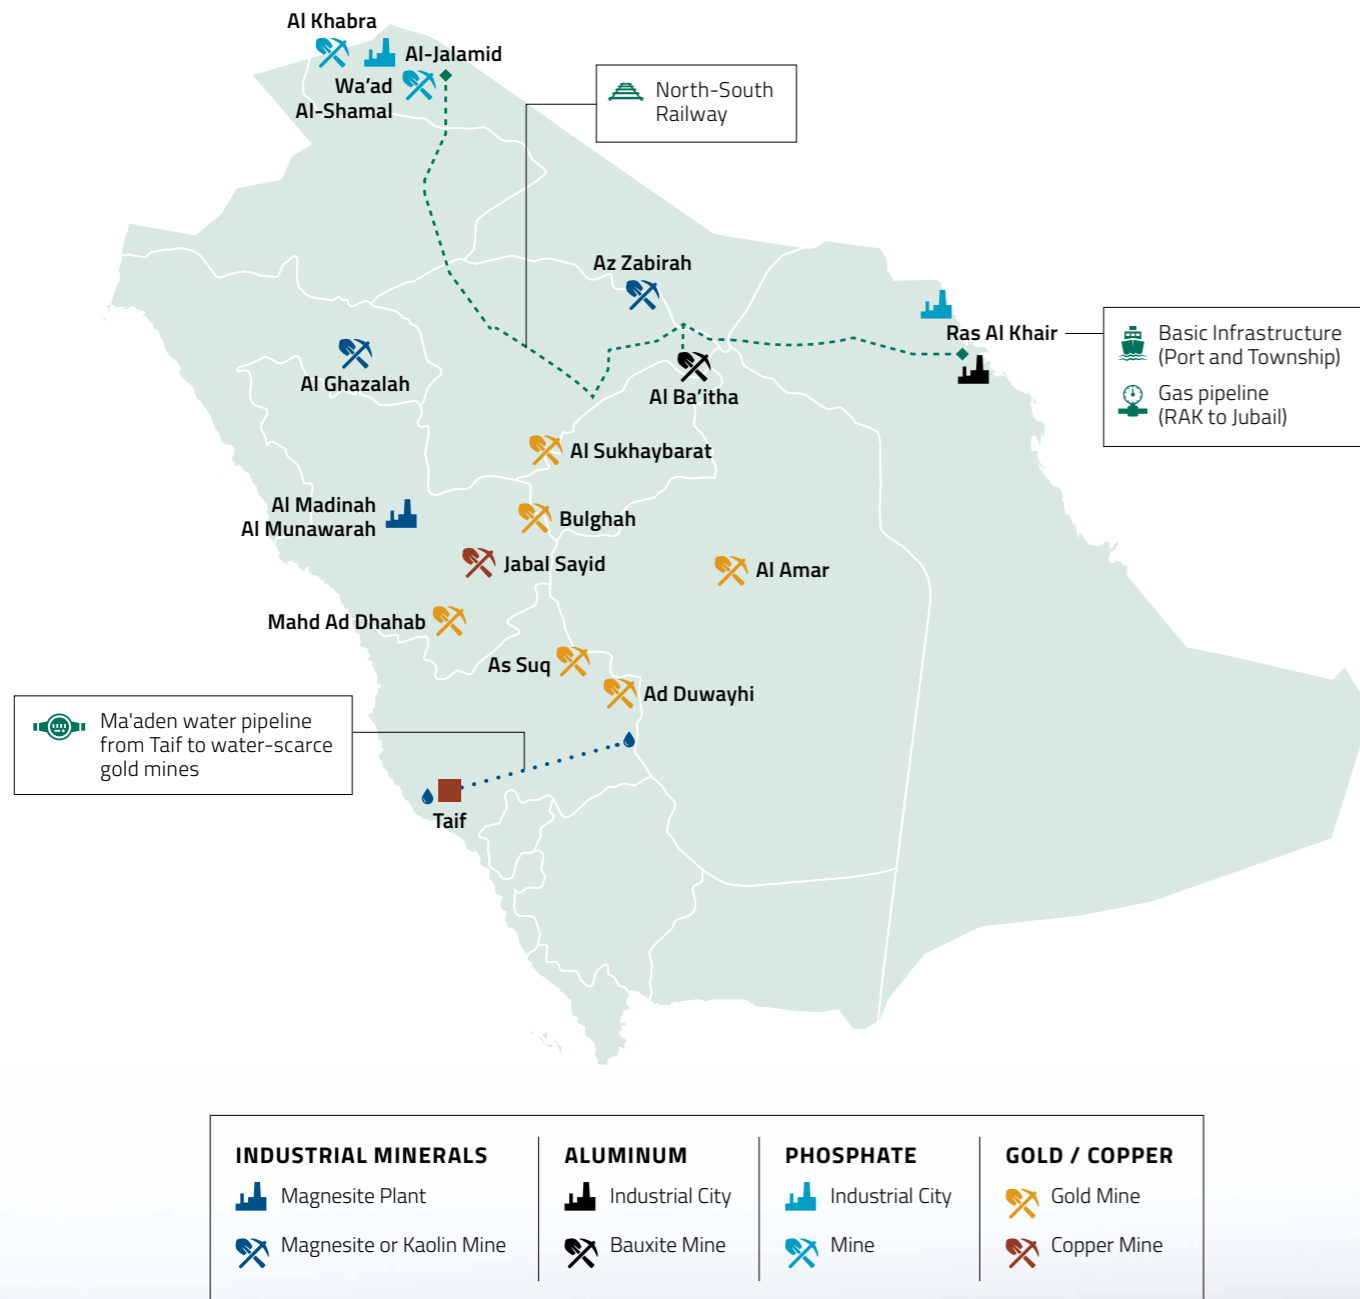 Al Khabra
Al-Jalamid
Wa’ad
Al-Shamal
North-South
Railway
Az Zabirah
Ras Al Khair
Basic Infrastructure
(Port and Township)
Gas pipeline
(RAK to Jubail)
Al Ghazalah
Al Ba’itha
Al Sukhaybarat
Al Madinah
Al Munawarah
Bulghah
Jabal Sayid
Al Amar
Mahd Ad Dhahab
As Suq
Ad Duwayhi
Ma'aden water pipeline
from Taif to water-scarce
gold mines
Taif
INDUSTRIAL MINERALS
Magnesite Plant
Magnesite or Kaolin Mine
ALUMINUM
Industrial City
Bauxite Mine
PHOSPHATE
Industrial City
Mine
GOLD / COPPER
Gold Mine
Copper Mine